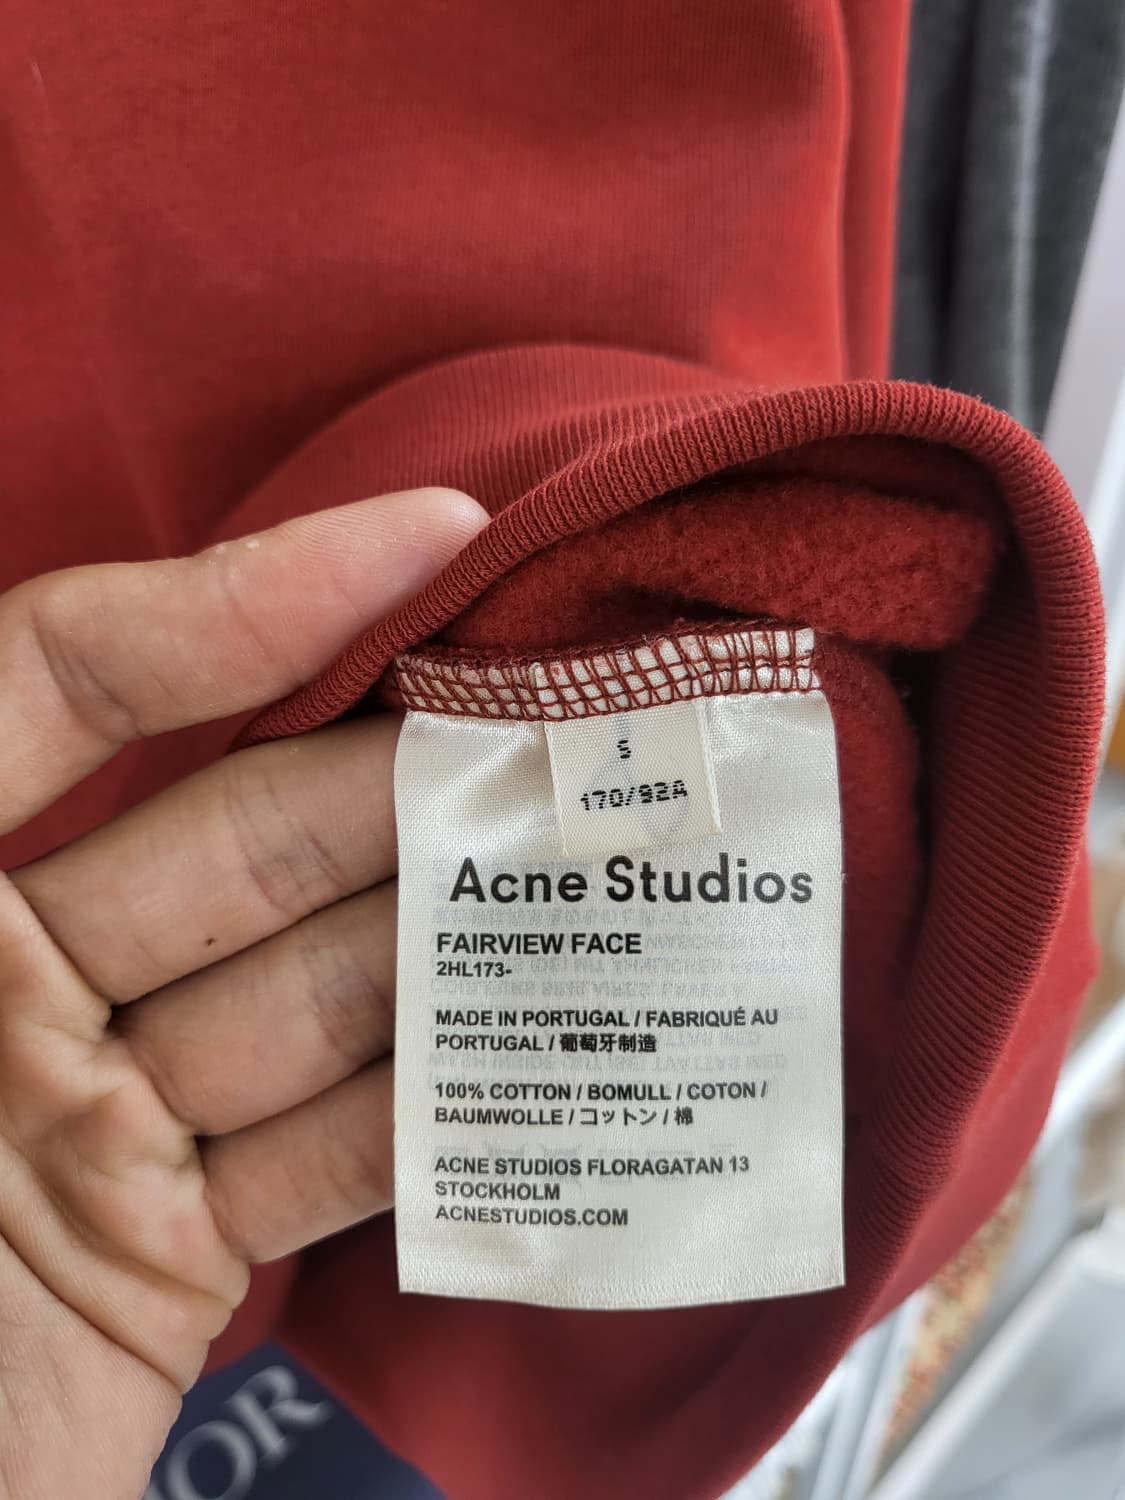 S
170/92A
Acne Studios
FAIRVIEW FACE
2HL173-
MADE IN PORTUGAL / FABRIQUÉ AU
PORTUGAL / 葡萄牙制造
100% COTTON / BOMULL / COTON /
BAUMWOLLE / コットン / 棉
ACNE STUDIOS FLORAGATAN 13
STOCKHOLM
ACNESTUDIOS.COM
IOR